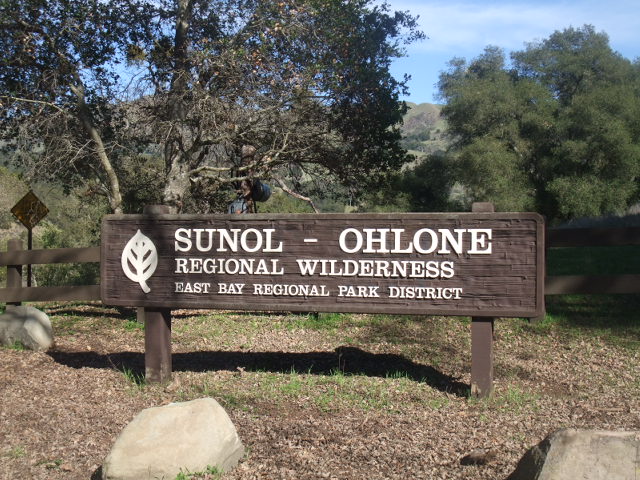 SUNOL - OHLONE
REGIONAL WILDERNESS
EAST BAY REGIONAL PARK DISTRICT